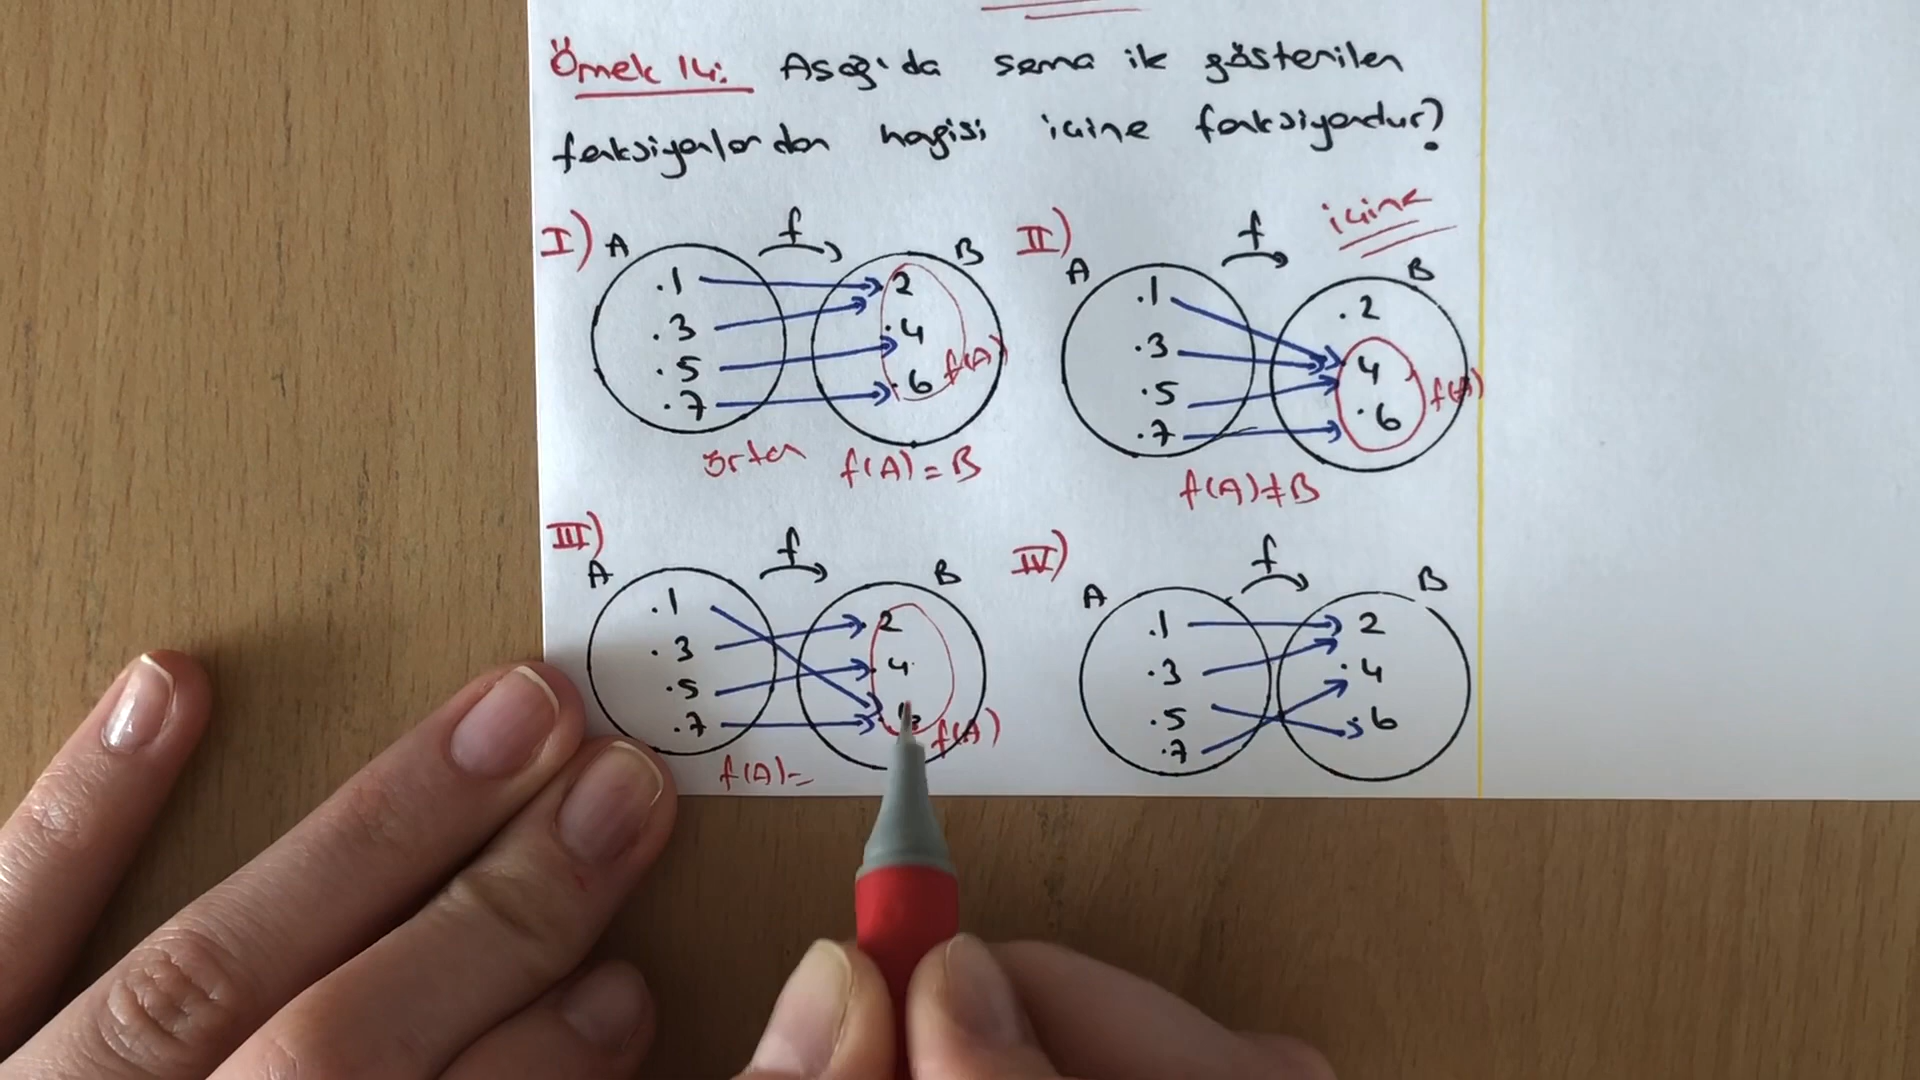 Örnek 14: Aşağıda şema ile gösterilen
fonksiyonlardan hangisi içine fonksiyondur?
I) A f B
.1 2
.3 .4
.5 .6 f(A)
.7
örten f(A) = B
II) A f B içine
.1 .2
.3 4
.5 .6 f(A)
.7
f(A) ≠ B
III) A f B
.1 2
.3 4
.5
.7 f(A)
f(A) =
IV) A f B
.1 2
.3 .4
.5 6
.7